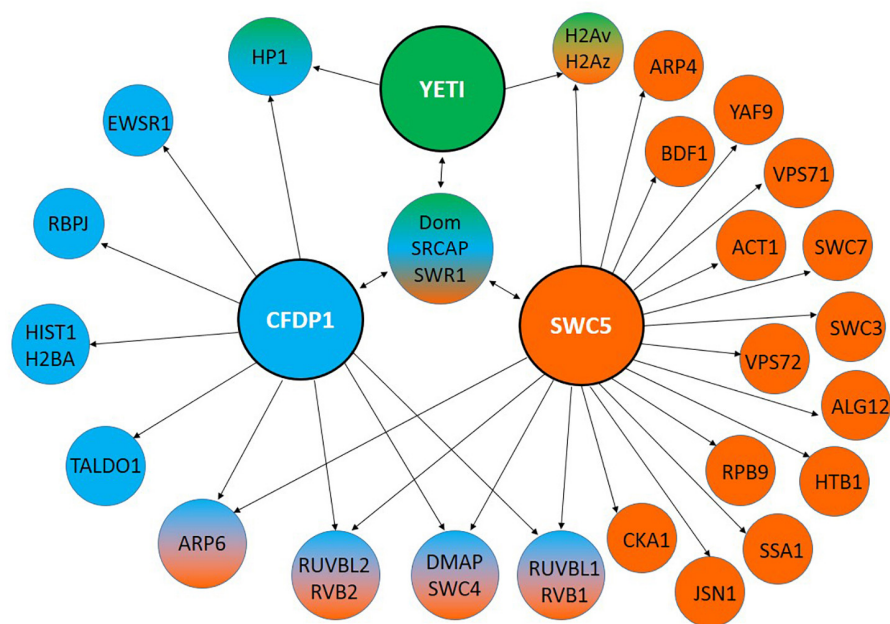 HP1
YETI
H2Av
H2Az
ARP4
YAF9
EWSR1
BDF1
VPS71
RBPJ
Dom
SRCAP
SWR1
ACT1
SWC7
CFDP1
SWC5
SWC3
HIST1
H2BA
VPS72
ALG12
TALDO1
RPB9
HTB1
ARP6
CKA1
SSA1
RUVBL2
RVB2
DMAP
SWC4
RUVBL1
RVB1
JSN1